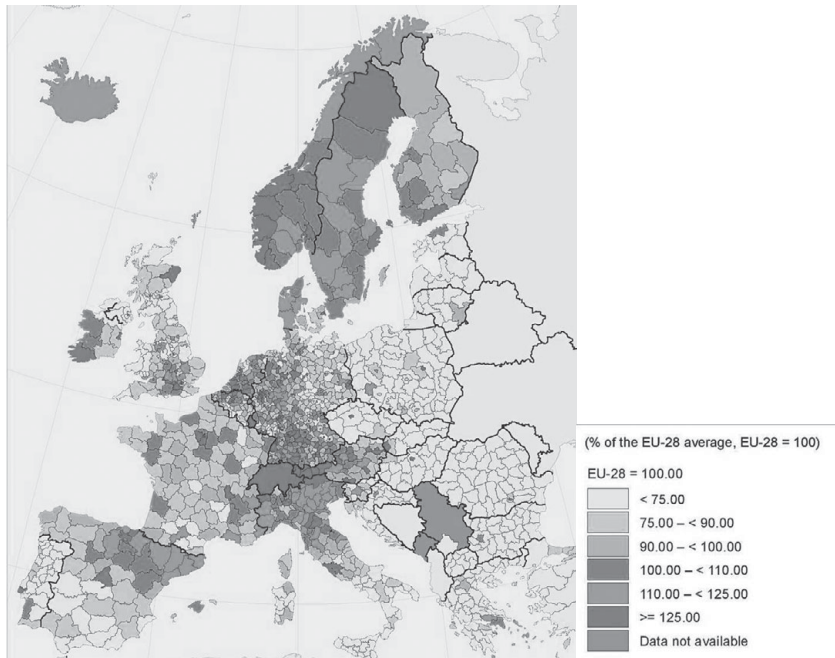 (% of the EU-28 average, EU-28 = 100)
EU-28 = 100.00
< 75.00
75.00 – < 90.00
90.00 – < 100.00
100.00 – < 110.00
110.00 – < 125.00
>= 125.00
Data not available